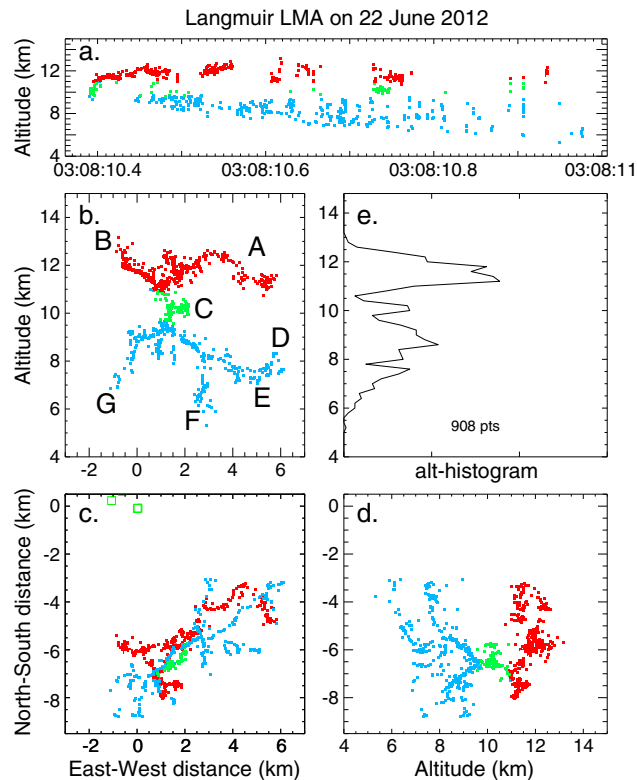 Langmuir LMA on 22 June 2012
a.
Altitude (km)
12
8
4
03:08:10.4 03:08:10.6 03:08:10.8 03:08:11
b.
B
A
C
D
E
F
G
Altitude (km)
14
12
10
8
6
4
-2 0 2 4 6
e.
14
12
10
8
6
4
908 pts
alt-histogram
c.
North-South distance (km)
0
-2
-4
-6
-8
-2 0 2 4 6
East-West distance (km)
d.
0
-2
-4
-6
-8
4 6 8 10 12 14
Altitude (km)